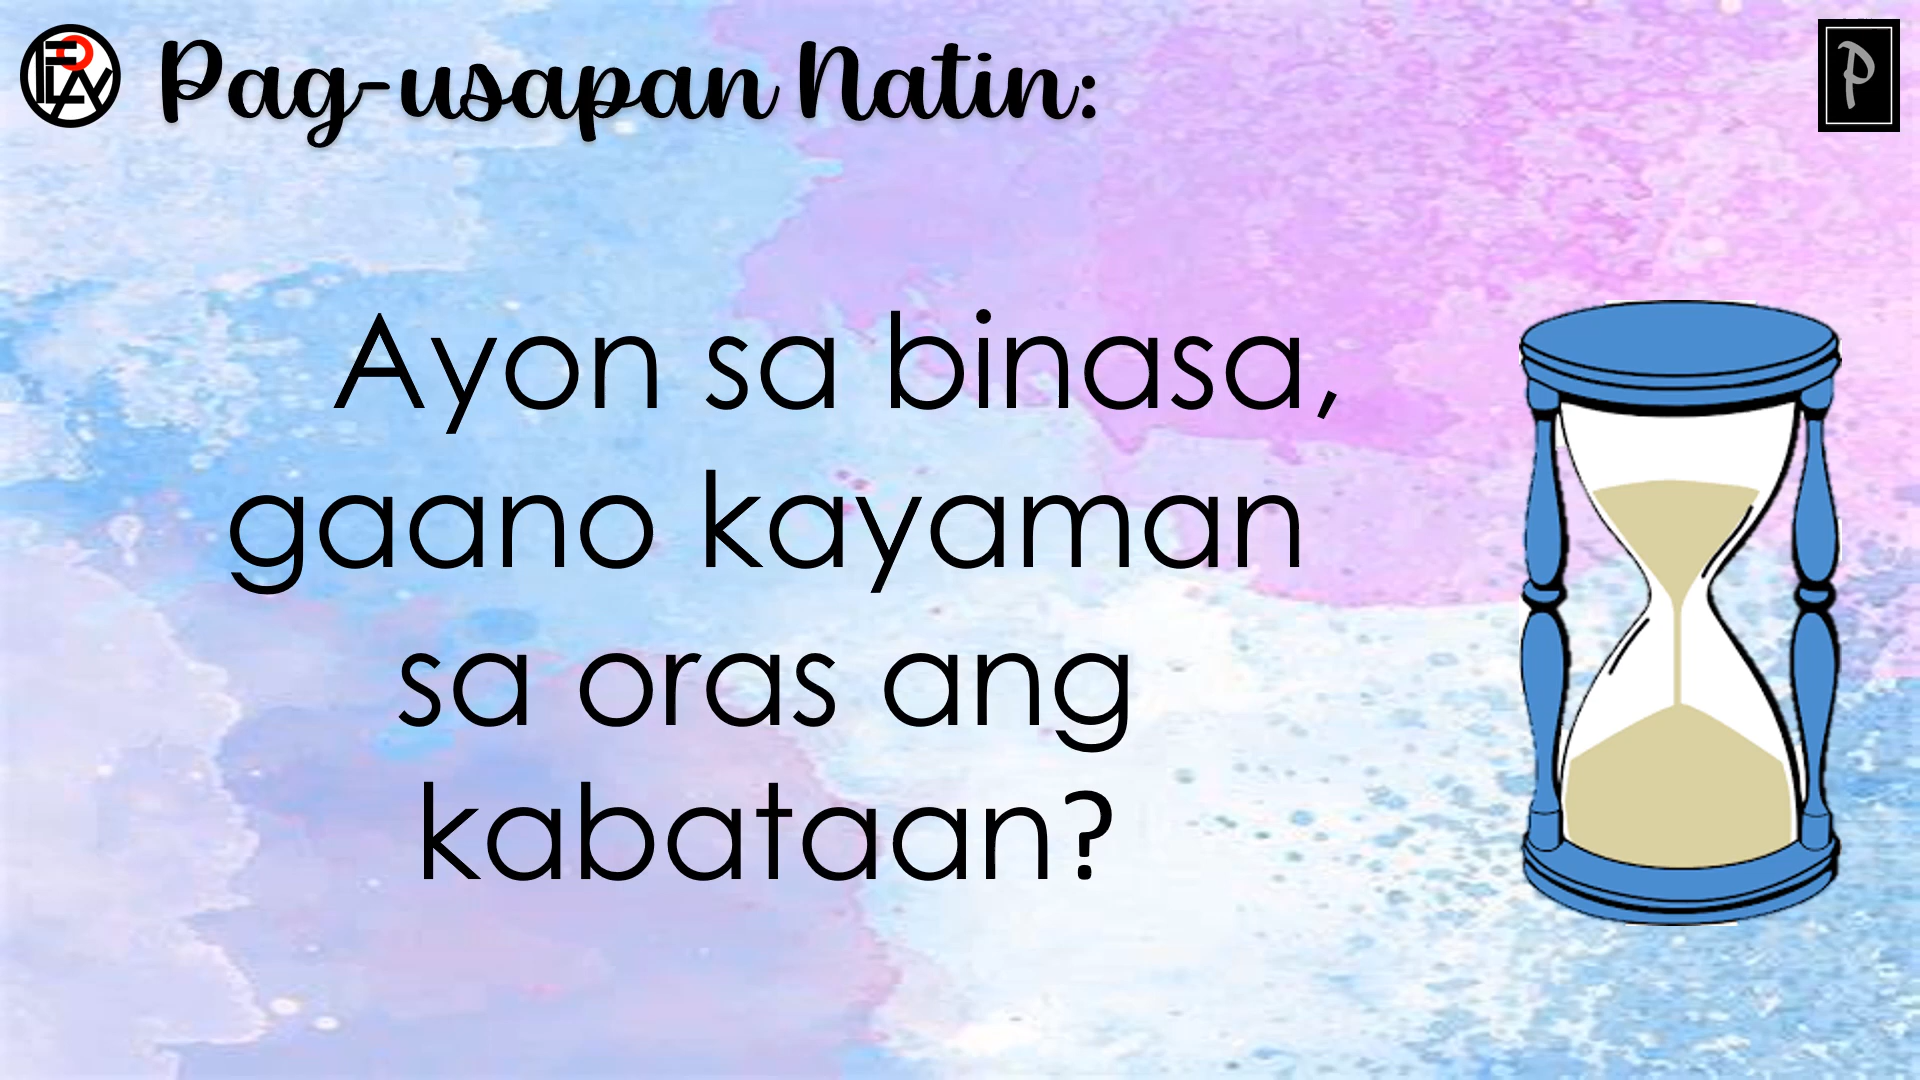 Pag-usapan Natin:
P
Ayon sa binasa,
gaano kayaman
sa oras ang
kabataan?